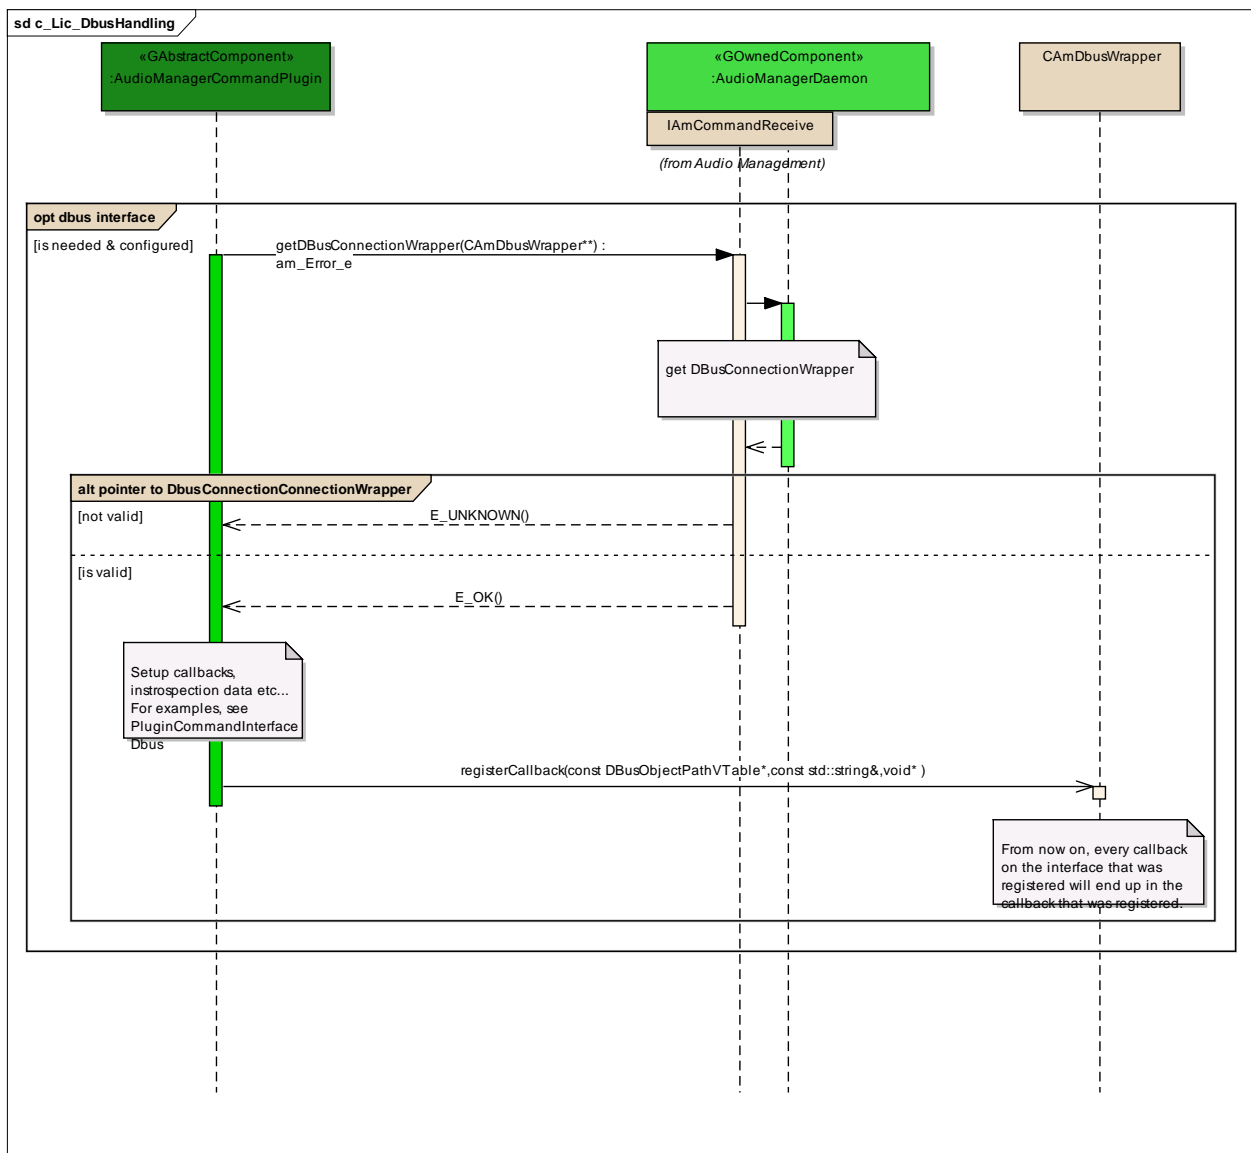 sd c_Lic_DbusHandling
«GAbstractComponent»
:AudioManagerCommandPlugin
«GOwnedComponent»
:AudioManagerDaemon
CAmDbusWrapper
IAmCommandReceive
(from Audio Management)
opt dbus interface
[is needed & configured]
getDBusConnectionWrapper(CAmDbusWrapper**) :
am_Error_e
get DBusConnectionWrapper
alt pointer to DbusConnectionConnectionWrapper
[not valid]
E_UNKNOWN()
[is valid]
E_OK()
Setup callbacks,
instrospection data etc...
For examples, see
PluginCommandInterface
Dbus
registerCallback(const DBusObjectPathVTable*,const std::string&,void* )
From now on, every callback
on the interface that was
registered will end up in the
callback that was registered.